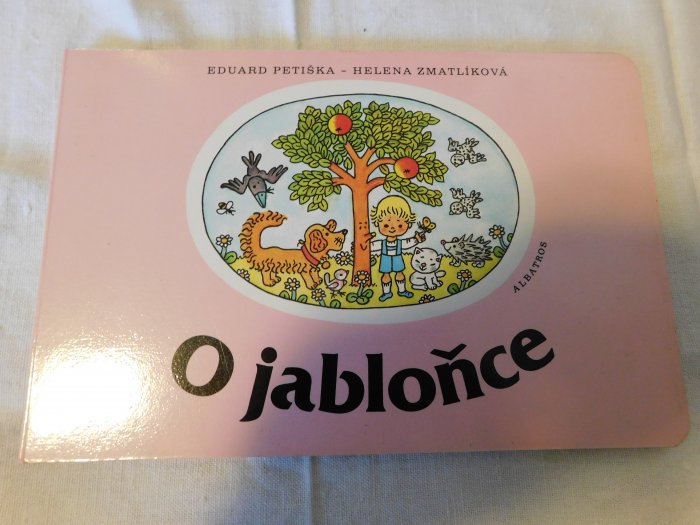 EDUARD PETIŠKA – HELENA ZMATLÍKOVÁ
ALBATROS
O jabloňce